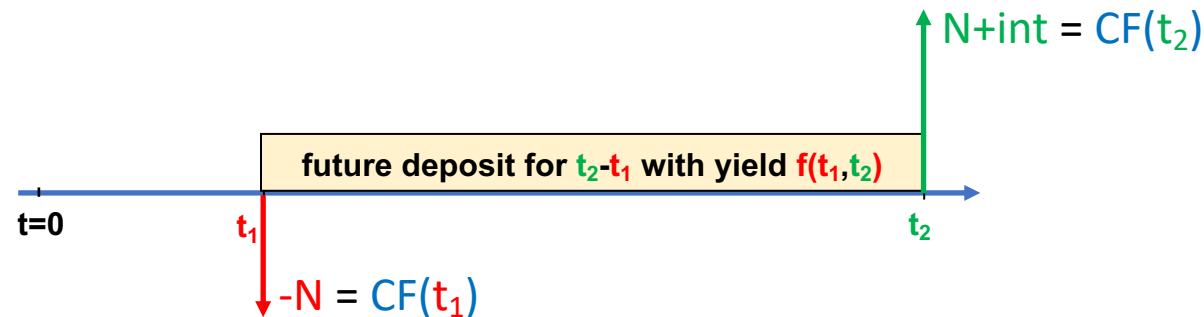 N+int = CF(t₂)
future deposit for t₂-t₁ with yield f(t₁,t₂)
t=0
t₁
t₂
-N = CF(t₁)